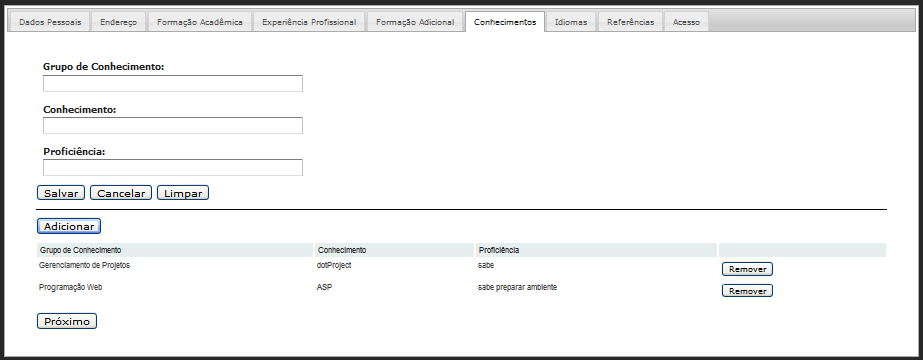 Dados Pessoais Endereço Formação Acadêmica Experiência Profissional Formação Adicional Conhecimentos Idiomas Referências Acesso
Grupo de Conhecimento:
Conhecimento:
Proficiência:
Salvar Cancelar Limpar
Adicionar
Grupo de Conhecimento Conhecimento Proficiência
Gerenciamento de Projetos dotProject sabe Remover
Programação Web ASP sabe preparar ambiente Remover
Próximo